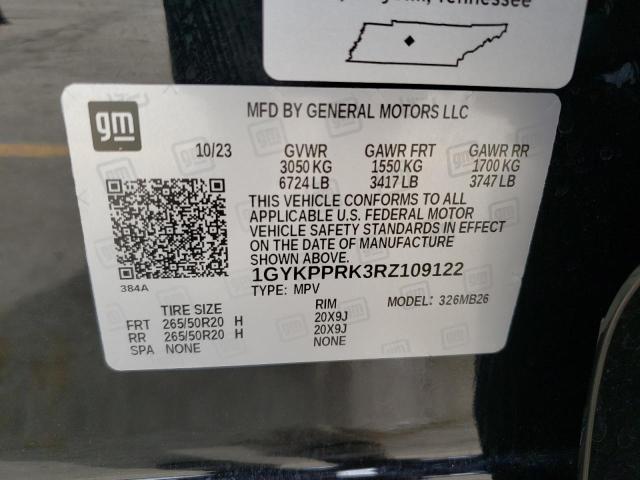 Tennessee
gm
MFD BY GENERAL MOTORS LLC
10/23 GVWR GAWR FRT GAWR RR
3050 KG 1550 KG 1700 KG
6724 LB 3417 LB 3747 LB
THIS VEHICLE CONFORMS TO ALL
APPLICABLE U.S. FEDERAL MOTOR
VEHICLE SAFETY STANDARDS IN EFFECT
ON THE DATE OF MANUFACTURE
SHOWN ABOVE.
1GYKPPRK3RZ109122
384A TYPE: MPV MODEL: 326MB26
TIRE SIZE RIM
FRT 265/50R20 H 20X9J
RR 265/50R20 H 20X9J
SPA NONE NONE